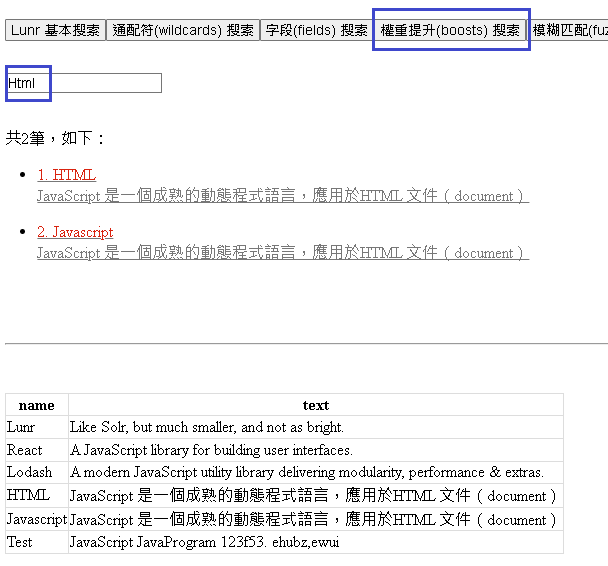 Lunr 基本搜索 通配符(wildcards) 搜索 字段(fields) 搜索 權重提升(boosts) 搜索 模糊匹配(fuz
Html
共2筆，如下：
1. HTML
JavaScript 是一個成熟的動態程式語言，應用於HTML 文件（document）
2. Javascript
JavaScript 是一個成熟的動態程式語言，應用於HTML 文件（document）
name text
Lunr Like Solr, but much smaller, and not as bright.
React A JavaScript library for building user interfaces.
Lodash A modern JavaScript utility library delivering modularity, performance & extras.
HTML JavaScript 是一個成熟的動態程式語言，應用於HTML 文件（document）
Javascript JavaScript 是一個成熟的動態程式語言，應用於HTML 文件（document）
Test JavaScript JavaProgram 123f53. ehubz,ewui